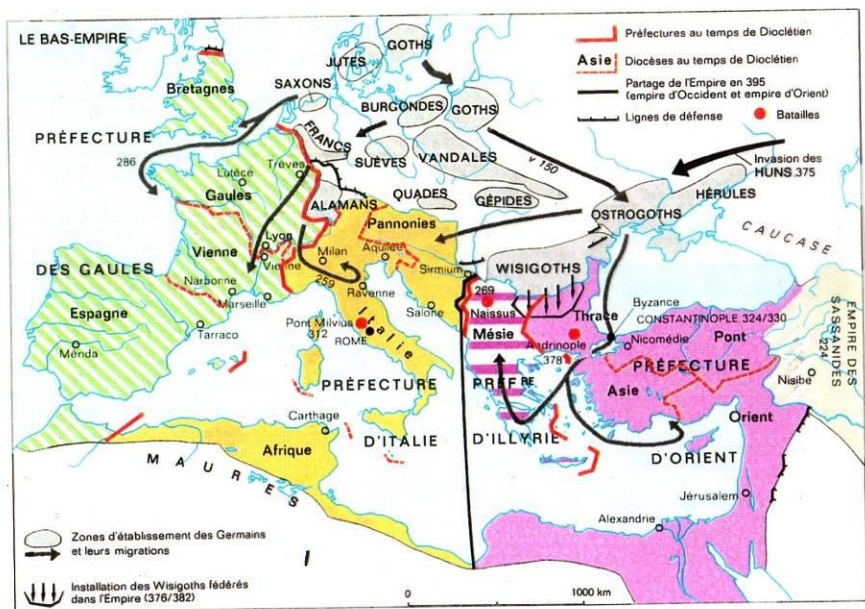 LE BAS-EMPIRE
Préfectures au temps de Dioclétien
Asie
Diocèses au temps de Dioclétien
Partage de l'Empire en 395
(empire d'Occident et empire d'Orient)
Lignes de défense
Batailles
JUTES
GOTHS
SAXONS
Bretagnes
BURGONDES
GOTHS
PRÉFECTURE
FRANCS
SUÈVES
VANDALES
v 150
286
Lutèce
Trèves
Gaules
ALAMANS
QUADES
GÉPIDES
Invasion des
HUNS.375
HÉRULES
OSTROGOTHS
CAUCASE
Pannonies
Lyon
Vienne
Vienne
Milan
Aquilée
Sirmium
WISIGOTHS
DES GAULES
259
Narbonne
Marseille
Ravenne
269
Naissus
Salone
Thrace
Byzance
CONSTANTINOPLE 324/330
EMPIRE DES
SASSANIDES
224
Espagne
Tarraco
Pont Milvius
312
ROME
Italie
Mésie
Andrinople
378
Nicomédie
Pont
Mérida
PRÉFECTURE
PRÉF RE
PRÉFECTURE
Asie
Nisibe
Carthage
D'ITALIE
D'ILLYRIE
Orient
D'ORIENT
Afrique
MAURES
Jérusalem
Alexandrie
Zones d'établissement des Germains
et leurs migrations
Installation des Wisigoths fédérés
dans l'Empire (376/382)
0
1000 km